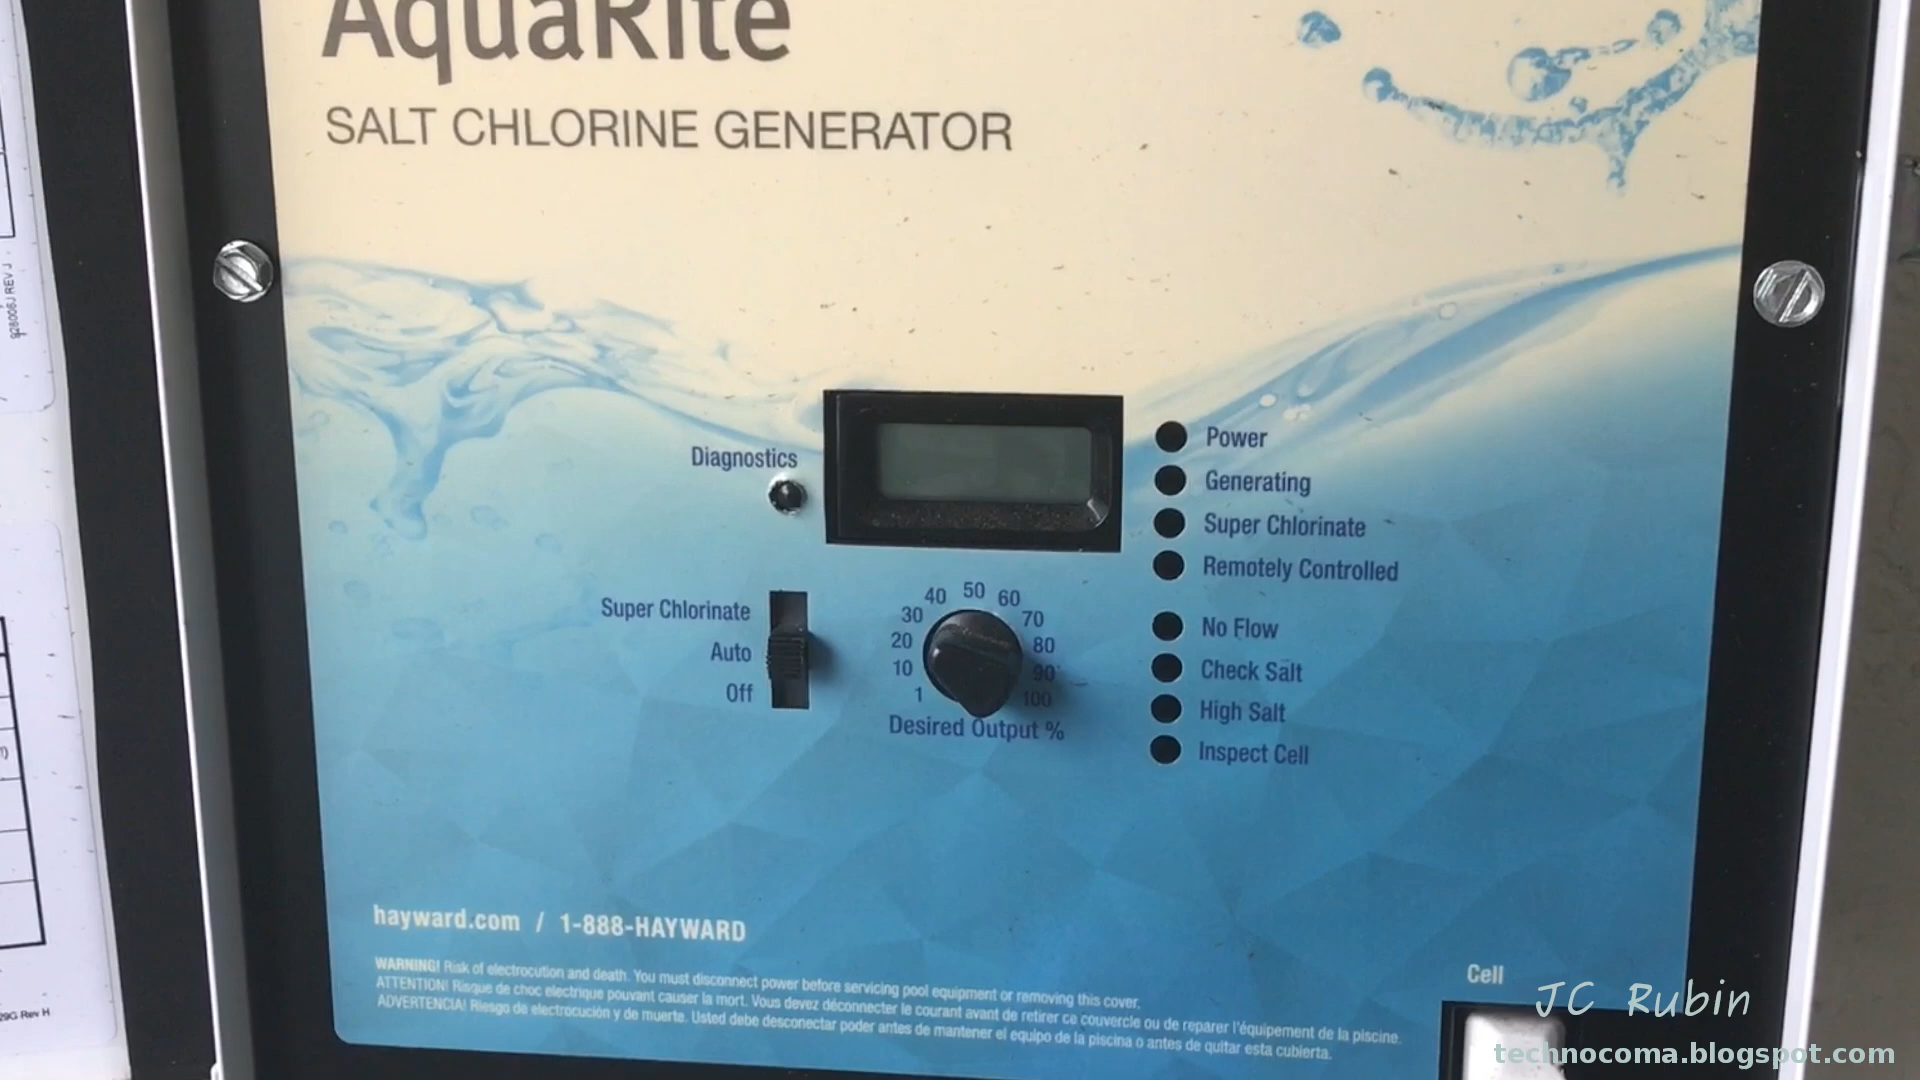 AquaRite
SALT CHLORINE GENERATOR
928006J REV J
Diagnostics
Power
Generating
Super Chlorinate
Remotely Controlled
Super Chlorinate
Auto
Off
1 10 20 30 40 50 60 70 80 90 100
Desired Output %
No Flow
Check Salt
High Salt
Inspect Cell
hayward.com / 1-888-HAYWARD
WARNING! Risk of electrocution and death. You must disconnect power before servicing pool equipment or removing this cover.
ATTENTION! Risque de choc electrique pouvant causer la mort. Vous devez déconnecter le courant avant de retirer ce couvercle ou de reparer l'équipement de la piscine.
ADVERTENCIA! Riesgo de electrocución y de muerte. Usted debe desconectar poder antes de mantener el equipo de la piscina o antes de quitar esta cubierta.
29G Rev H
Cell
JC Rubin
technocoma.blogspot.com